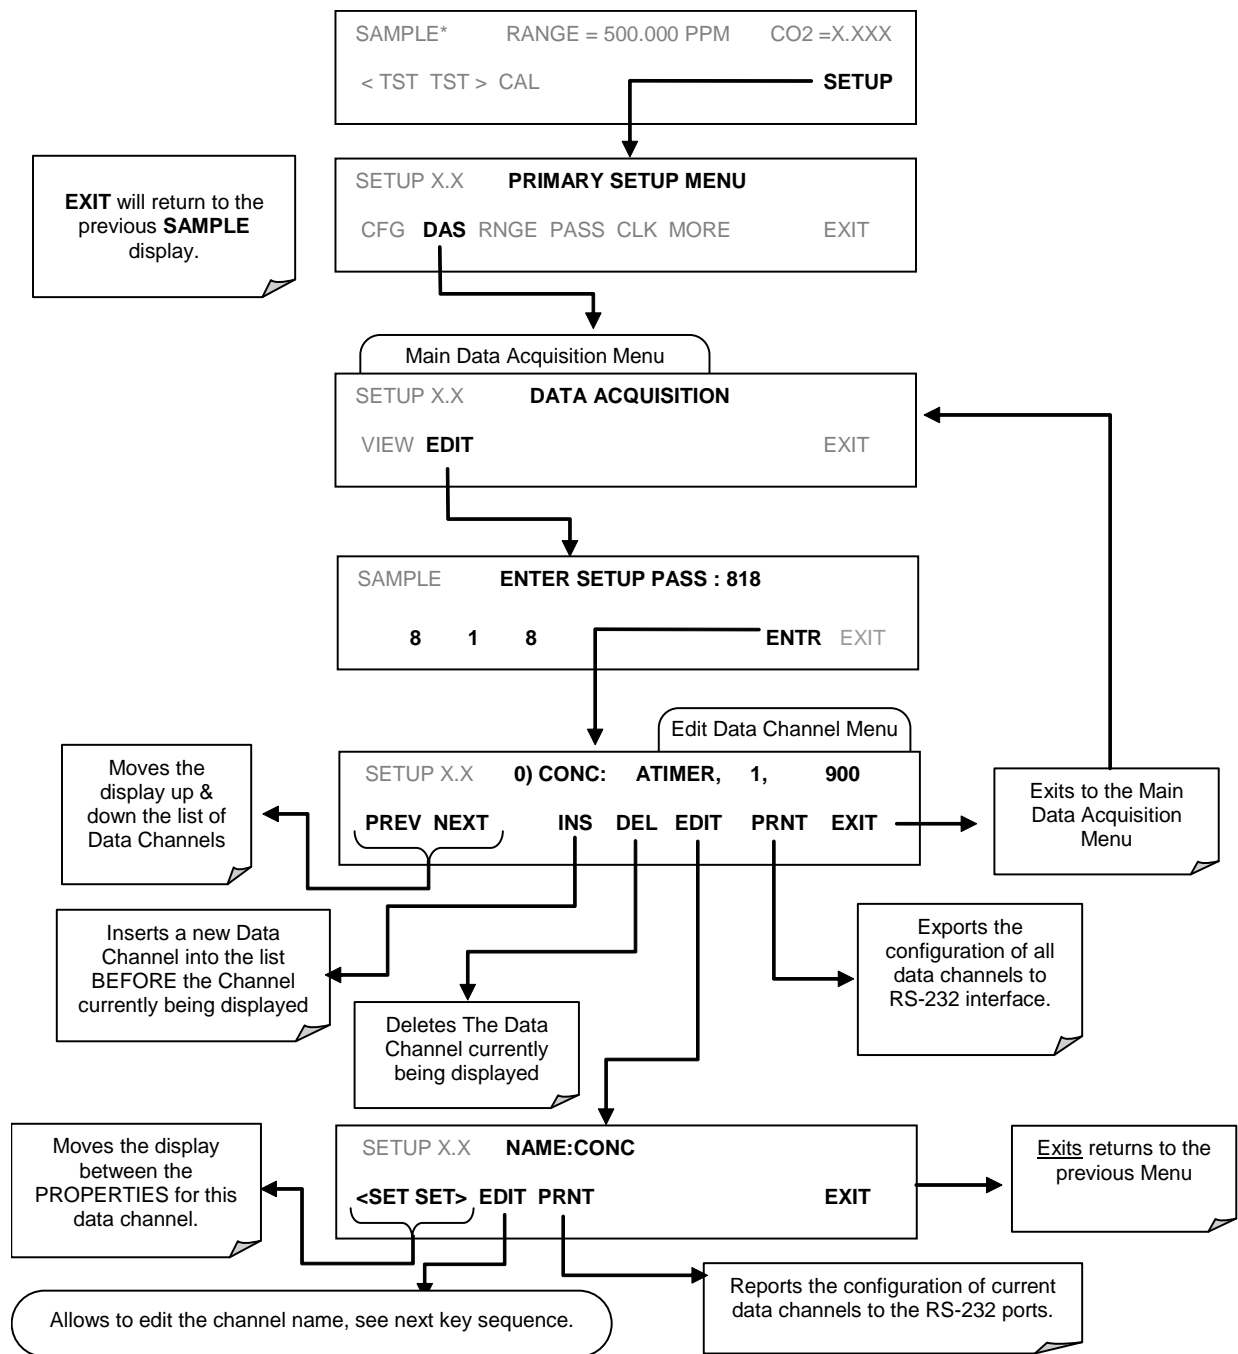 SAMPLE* RANGE = 500.000 PPM CO2 =X.XXX
< TST TST > CAL SETUP
EXIT will return to the
previous SAMPLE
display.
SETUP X.X PRIMARY SETUP MENU
CFG DAS RNGE PASS CLK MORE EXIT
Main Data Acquisition Menu
SETUP X.X DATA ACQUISITION
VIEW EDIT EXIT
SAMPLE ENTER SETUP PASS : 818
8 1 8 ENTR EXIT
Edit Data Channel Menu
SETUP X.X 0) CONC: ATIMER, 1, 900
PREV NEXT INS DEL EDIT PRNT EXIT
Moves the
display up &
down the list of
Data Channels
Exits to the Main
Data Acquisition
Menu
Inserts a new Data
Channel into the list
BEFORE the Channel
currently being displayed
Deletes The Data
Channel currently
being displayed
Exports the
configuration of all
data channels to
RS-232 interface.
Moves the display
between the
PROPERTIES for this
data channel.
SETUP X.X NAME:CONC
<SET SET> EDIT PRNT EXIT
Exits returns to the
previous Menu
Allows to edit the channel name, see next key sequence.
Reports the configuration of current
data channels to the RS-232 ports.